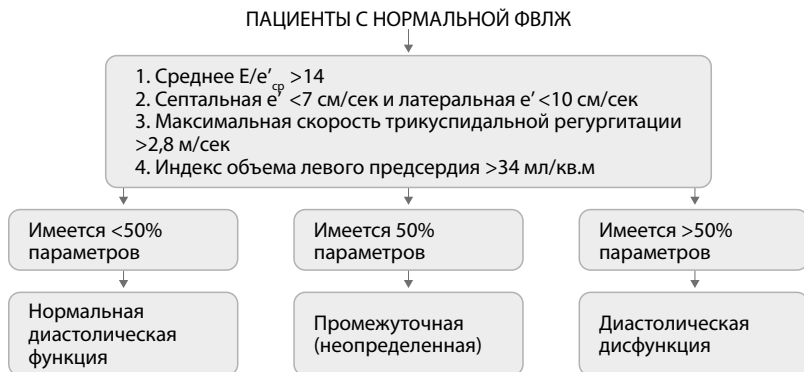 ПАЦИЕНТЫ С НОРМАЛЬНОЙ ФВЛЖ
1. Среднее E/e'ср >14
2. Септальная e' <7 см/сек и латеральная e' <10 см/сек
3. Максимальная скорость трикуспидальной регургитации
>2,8 м/сек
4. Индекс объема левого предсердия >34 мл/кв.м
Имеется <50%
параметров
Имеется 50%
параметров
Имеется >50%
параметров
Нормальная
диастолическая
функция
Промежуточная
(неопределенная)
Диастолическая
дисфункция